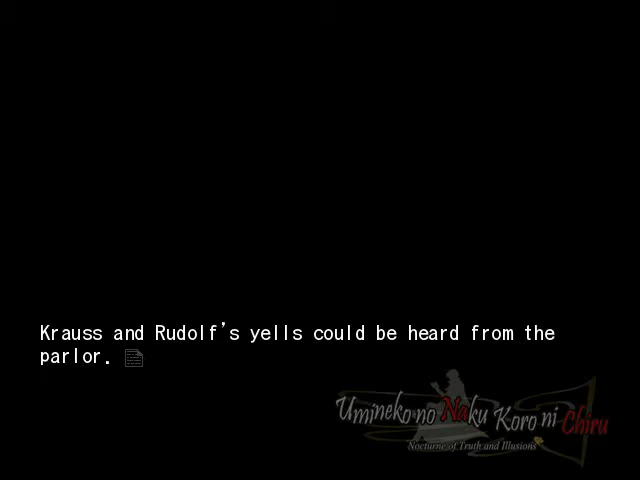 Krauss and Rudolf's yells could be heard from the
parlor.
Umineko no Naku Koro ni Chiru
Nocturne of Truth and Illusions